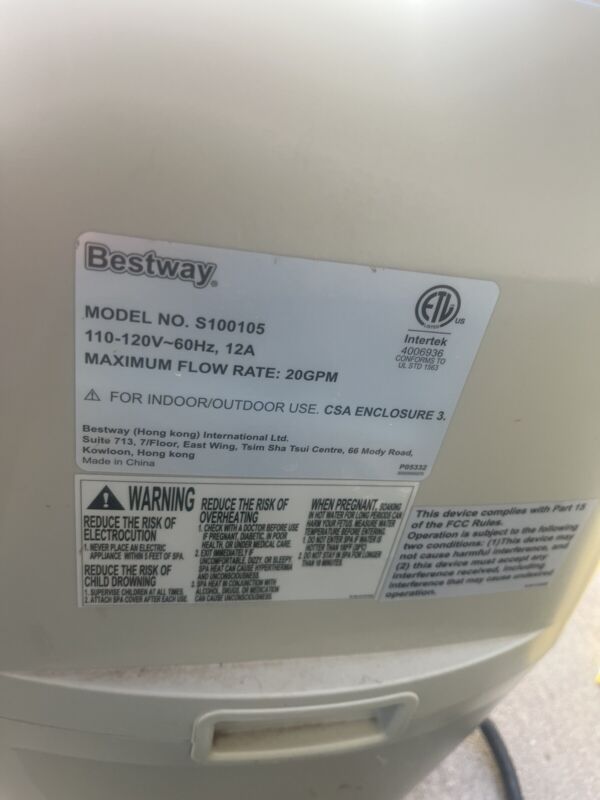 Bestway®
MODEL NO. S100105
110-120V~60Hz, 12A
MAXIMUM FLOW RATE: 20GPM
⚠ FOR INDOOR/OUTDOOR USE. CSA ENCLOSURE 3.
Bestway (Hong kong) International Ltd.
Suite 713, 7/Floor, East Wing, Tsim Sha Tsui Centre, 66 Mody Road,
Kowloon, Hong kong
Made in China
P05332
ETL
LISTED
US
Intertek
4006936
CONFORMS TO
UL STD 1563
⚠ WARNING
REDUCE THE RISK OF
ELECTROCUTION
1. NEVER PLACE AN ELECTRIC
APPLIANCE WITHIN 5 FEET OF SPA.
REDUCE THE RISK OF
CHILD DROWNING
1. SUPERVISE CHILDREN AT ALL TIMES.
2. ATTACH SPA COVER AFTER EACH USE.
REDUCE THE RISK OF
OVERHEATING
1. CHECK WITH A DOCTOR BEFORE USE
IF PREGNANT, DIABETIC, IN POOR
HEALTH, OR UNDER MEDICAL CARE.
2. EXIT IMMEDIATELY IF
UNCOMFORTABLE, DIZZY, OR SLEEPY.
SPA HEAT CAN CAUSE HYPERTHERMIA
AND UNCONSCIOUSNESS.
3. SPA HEAT IN CONJUNCTION WITH
ALCOHOL, DRUGS, OR MEDICATION
CAN CAUSE UNCONSCIOUSNESS.
WHEN PREGNANT, SOAKING
IN HOT WATER FOR LONG PERIODS CAN
HARM YOUR FETUS. MEASURE WATER
TEMPERATURE BEFORE ENTERING.
1. DO NOT ENTER SPA IF WATER IS
HOTTER THAN 100°F (38°C)
2. DO NOT STAY IN SPA FOR LONGER
THAN 10 MINUTES
This device complies with Part 15
of the FCC Rules.
Operation is subject to the following
two conditions: (1)This device may
not cause harmful interference, and
(2) this device must accept any
interference received, including
interference that may cause undesired
operation.